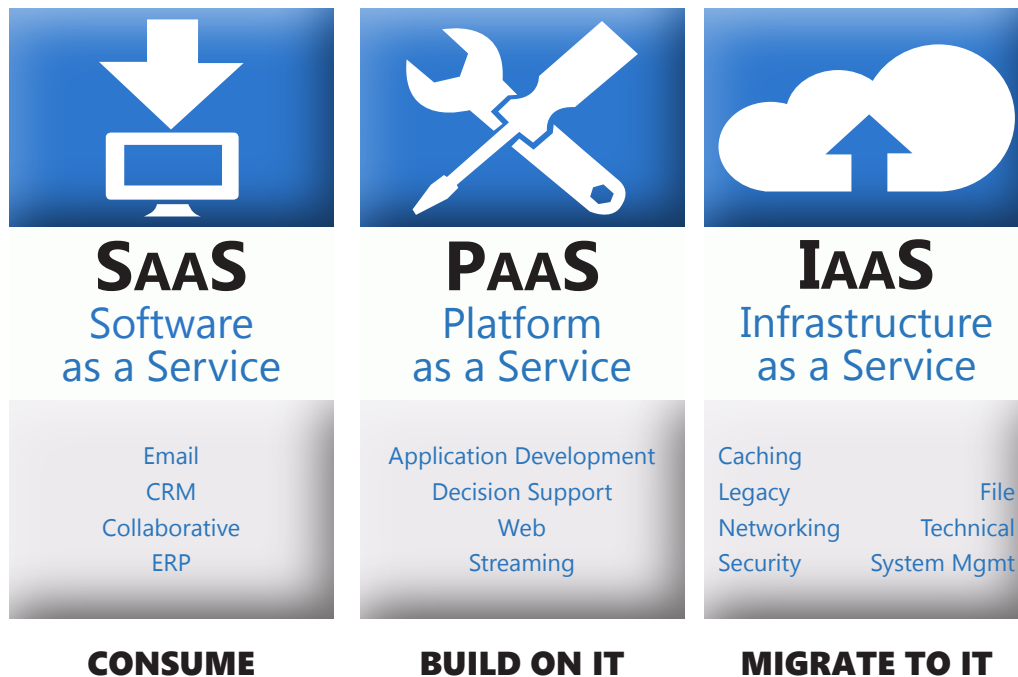 SAAS
Software
as a Service
Email
CRM
Collaborative
ERP
CONSUME
PAAS
Platform
as a Service
Application Development
Decision Support
Web
Streaming
BUILD ON IT
IAAS
Infrastructure
as a Service
Caching
Legacy File
Networking Technical
Security System Mgmt
MIGRATE TO IT